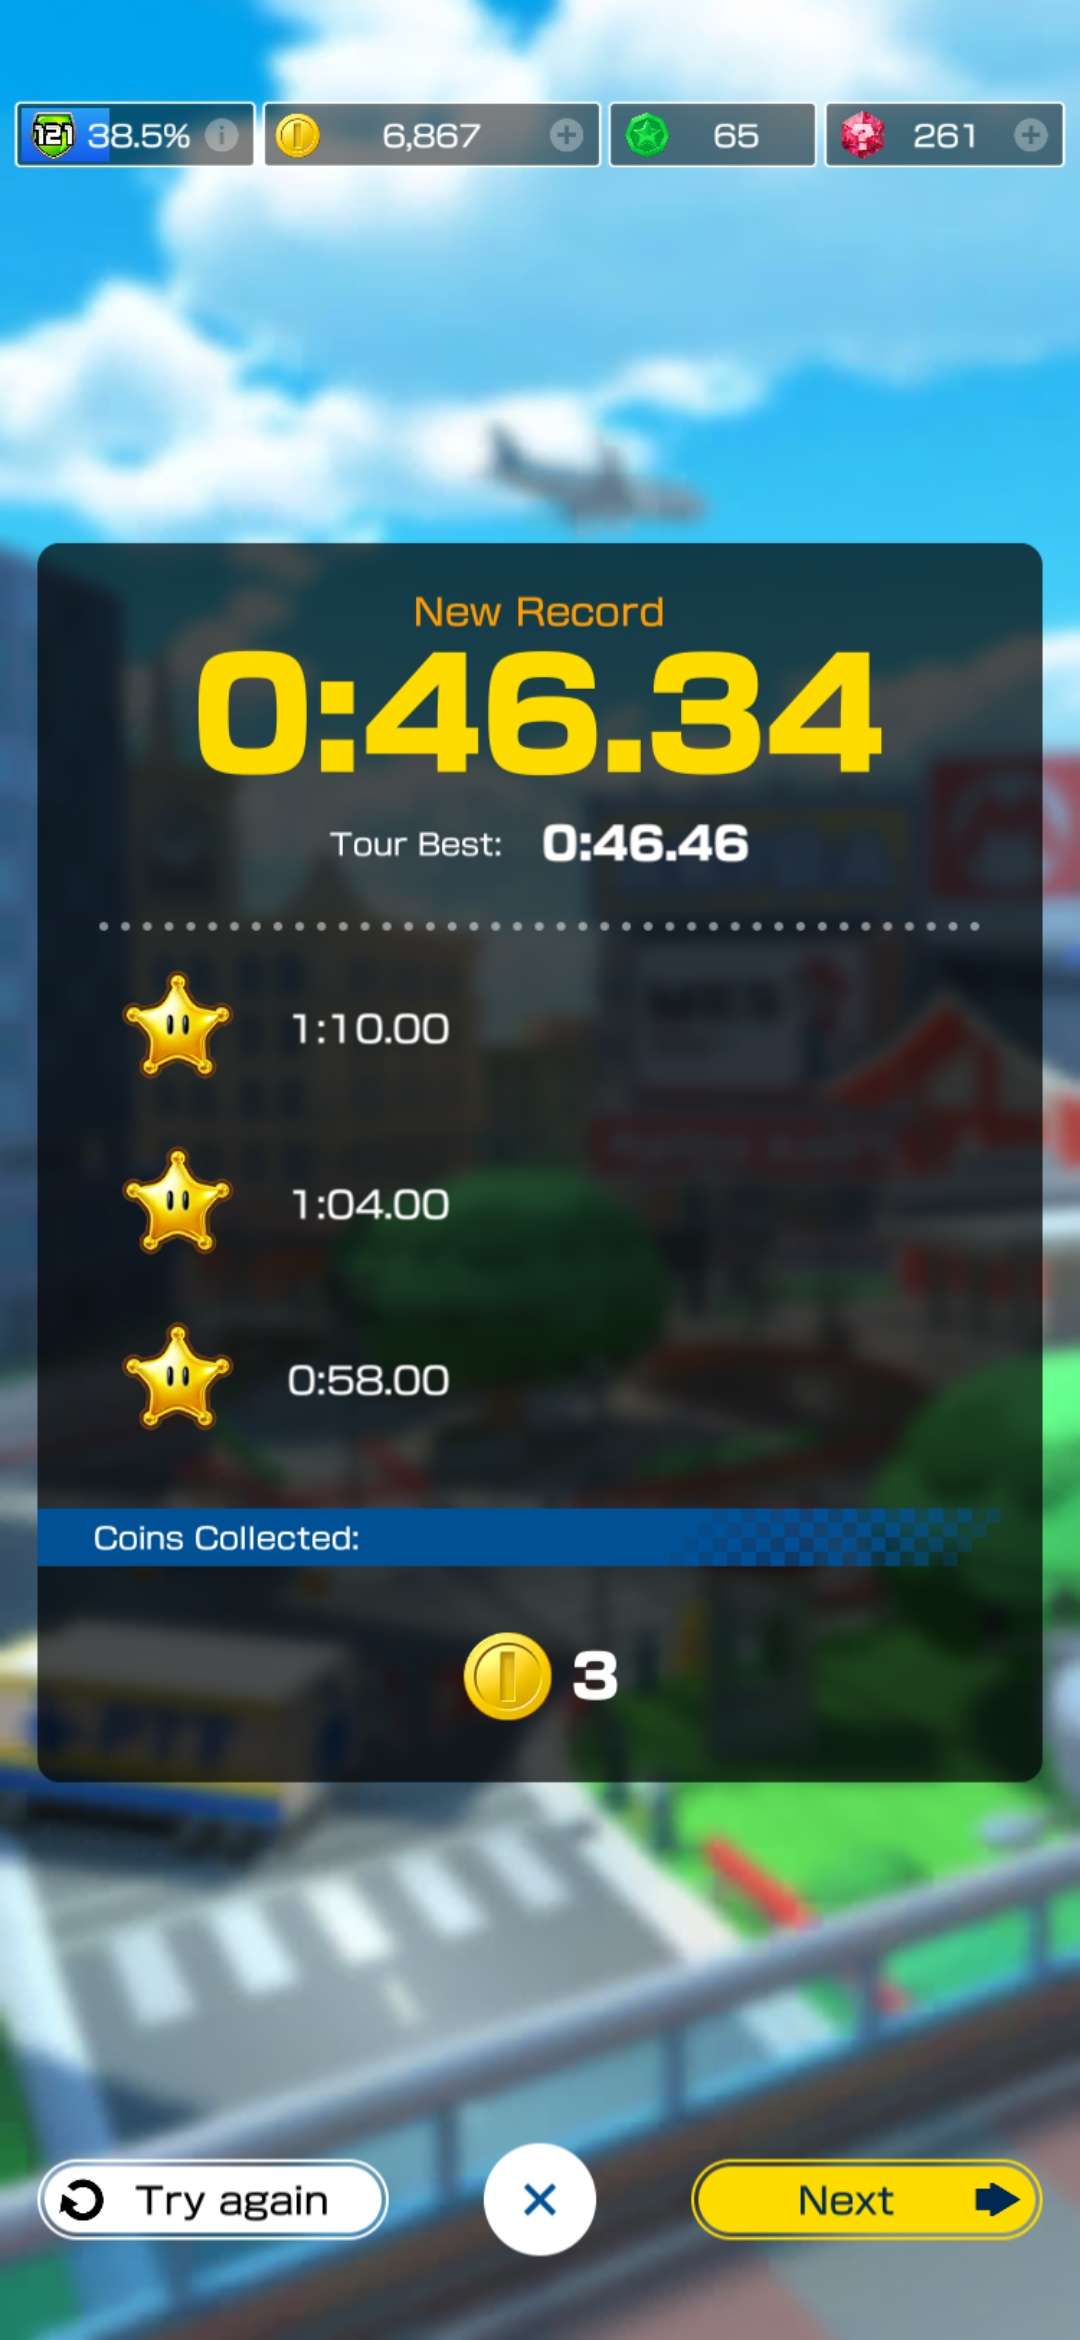 121 38.5% i 6,867 + 65 ? 261 +
New Record
0:46.34
Tour Best: 0:46.46
1:10.00
1:04.00
0:58.00
Coins Collected:
3
Try again × Next